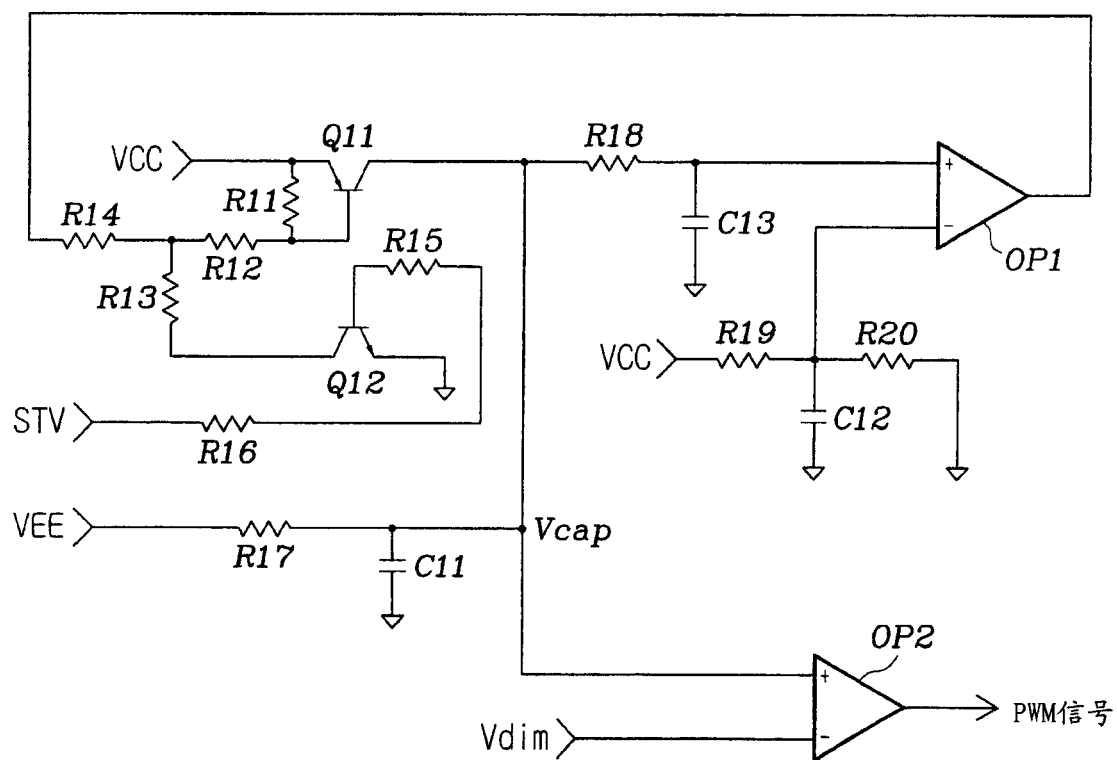 Q11
R18
VCC
R11
+
R14
C13
R15
−
R12
OP1
R13
R19
R20
VCC
Q12
C12
STV
R16
VEE
Vcap
R17
C11
OP2
+
PWM信号
Vdim
−